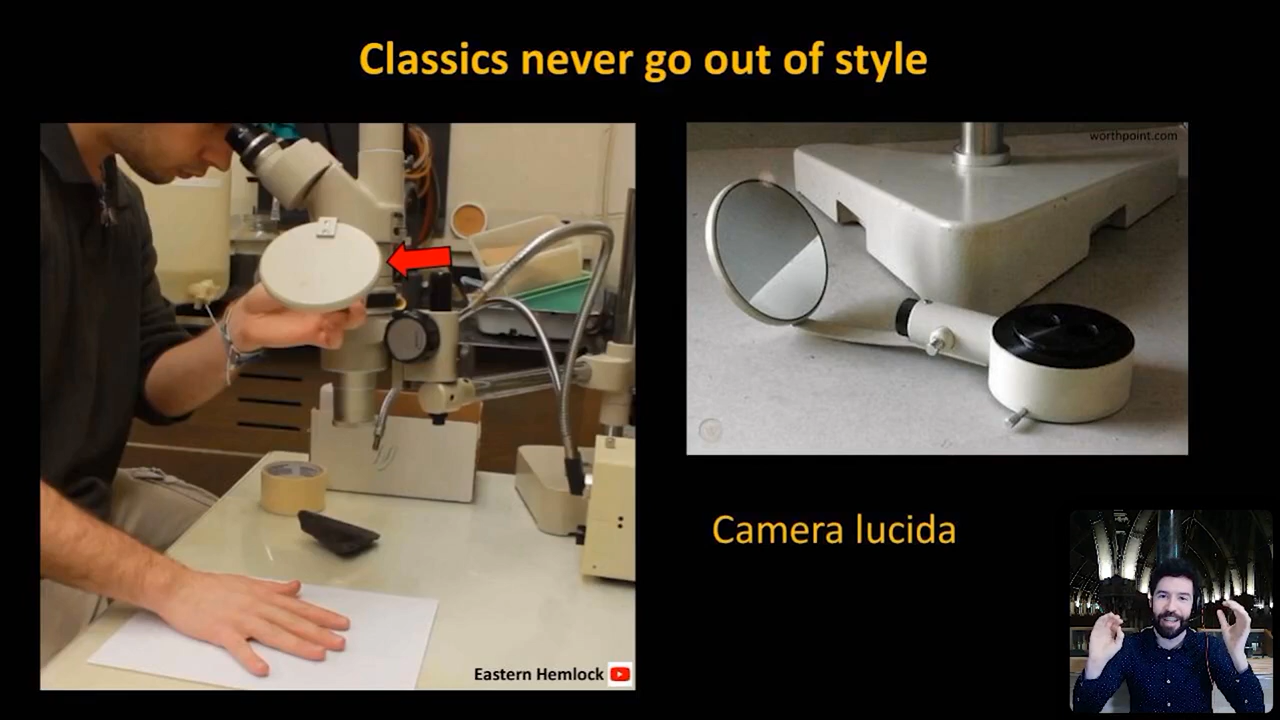 Classics never go out of style
worthpoint.com
Camera lucida
Eastern Hemlock